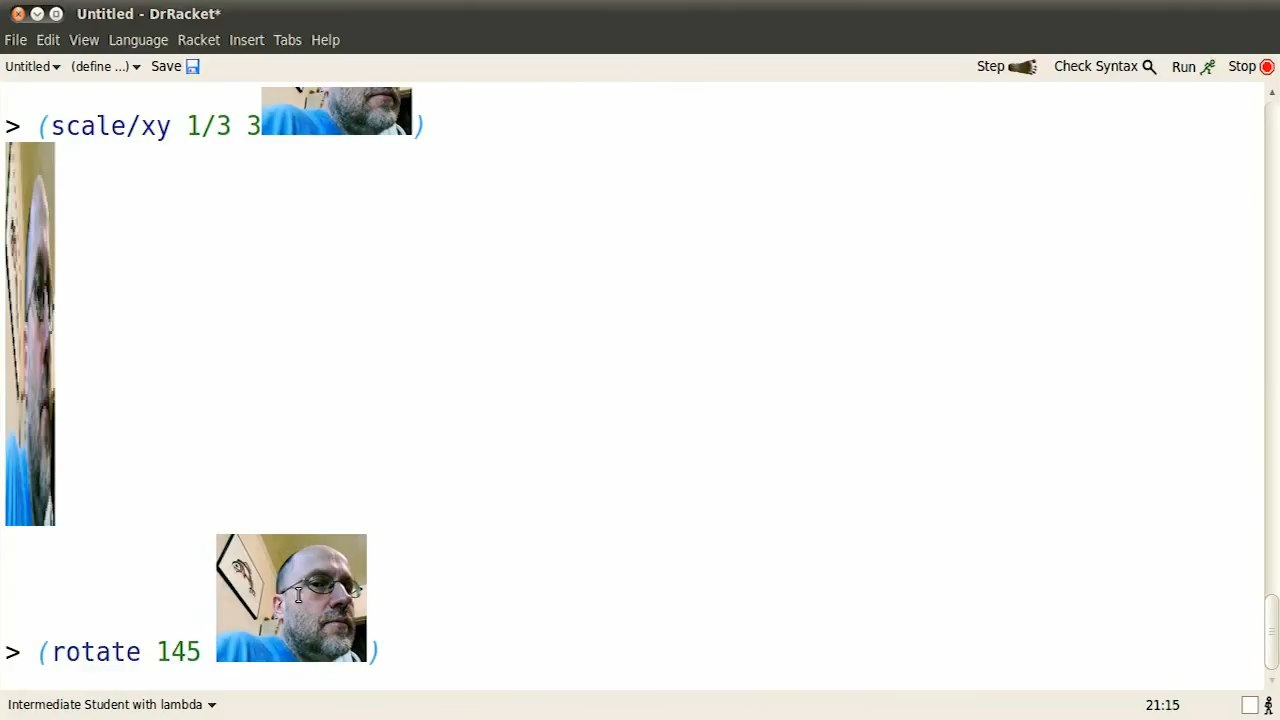 Untitled - DrRacket*
File Edit View Language Racket Insert Tabs Help
Untitled (define ...) Save Step Check Syntax Run Stop
> (scale/xy 1/3 3 )
> (rotate 145 )
Intermediate Student with lambda 21:15